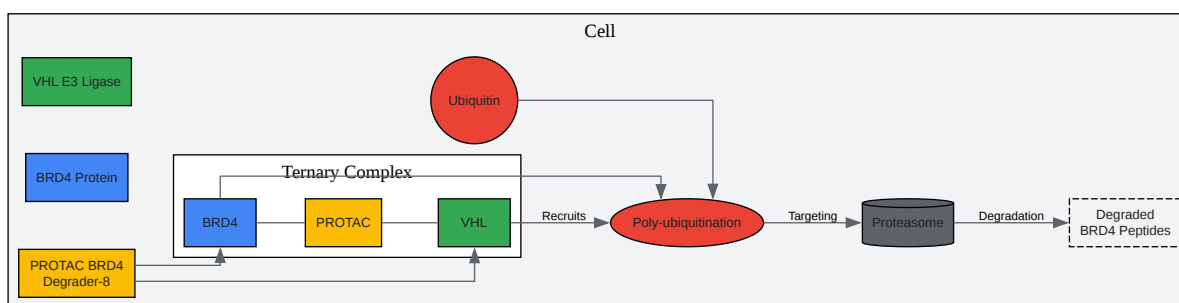 Cell
VHL E3 Ligase
Ubiquitin
BRD4 Protein
Ternary Complex
BRD4
PROTAC
VHL
Recruits
Poly-ubiquitination
Targeting
Proteasome
Degradation
Degraded
BRD4 Peptides
PROTAC BRD4
Degrader-8